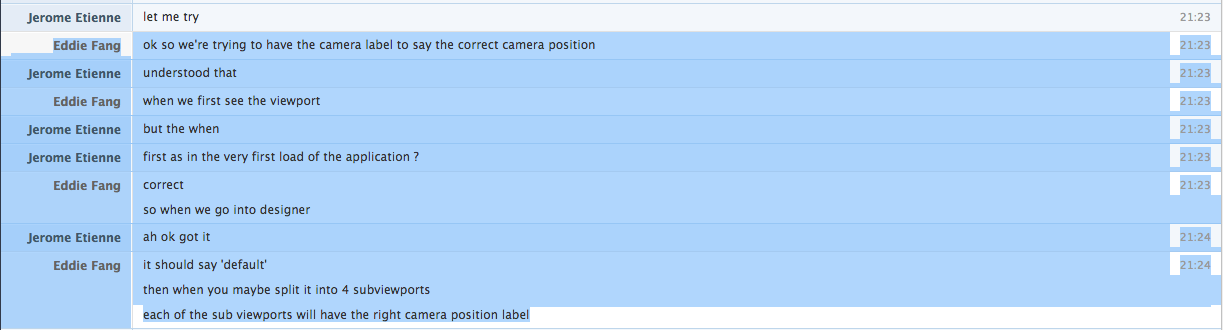 Jerome Etienne let me try 21:23
Eddie Fang ok so we're trying to have the camera label to say the correct camera position 21:23
Jerome Etienne understood that 21:23
Eddie Fang when we first see the viewport 21:23
Jerome Etienne but the when 21:23
Jerome Etienne first as in the very first load of the application ? 21:23
Eddie Fang correct 21:23
so when we go into designer
Jerome Etienne ah ok got it 21:24
Eddie Fang it should say 'default' 21:24
then when you maybe split it into 4 subviewports
each of the sub viewports will have the right camera position label